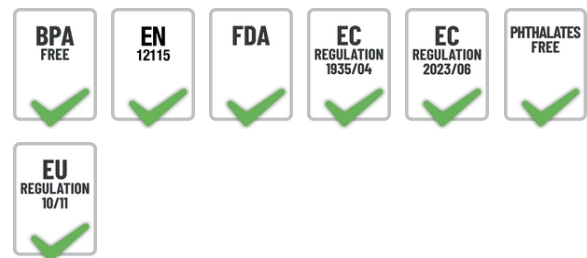 BPA
FREE
EN
12115
FDA
EC
REGULATION
1935/04
EC
REGULATION
2023/06
PHTHALATES
FREE
EU
REGULATION
10/11